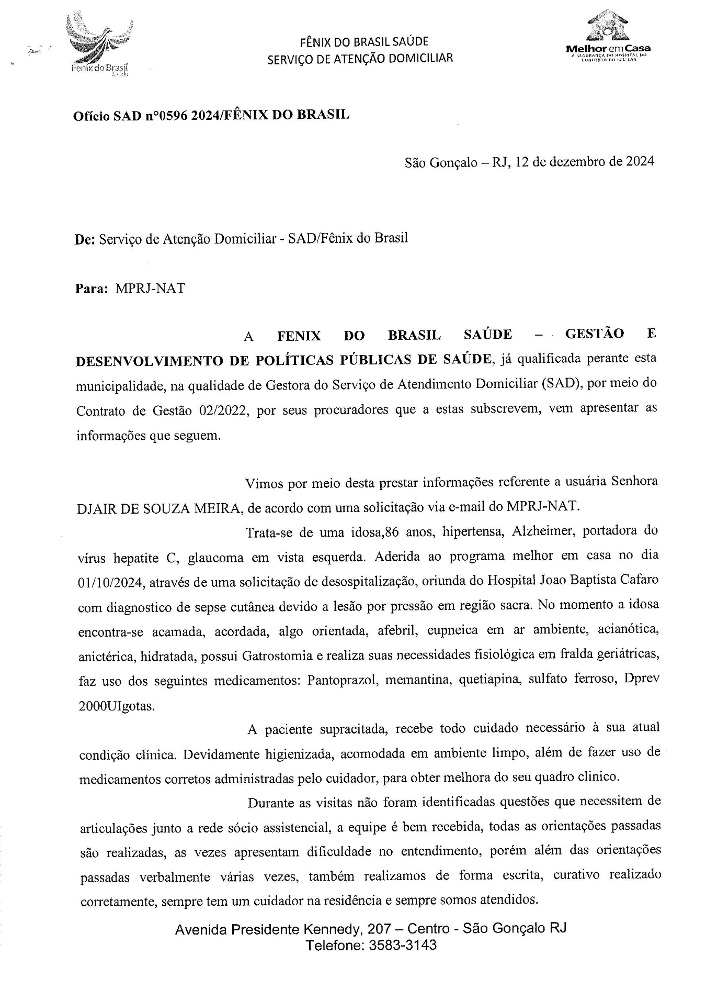 Fenix do Brasil
Saúde
FÊNIX DO BRASIL SAÚDE
SERVIÇO DE ATENÇÃO DOMICILIAR
Melhor em Casa
A SEGURANÇA DO HOSPITAL NO
CONFORTO DO SEU LAR
Ofício SAD n°0596 2024/FÊNIX DO BRASIL
São Gonçalo – RJ, 12 de dezembro de 2024
De: Serviço de Atenção Domiciliar - SAD/Fênix do Brasil
Para: MPRJ-NAT
A FENIX DO BRASIL SAÚDE – GESTÃO E
DESENVOLVIMENTO DE POLÍTICAS PÚBLICAS DE SAÚDE, já qualificada perante esta
municipalidade, na qualidade de Gestora do Serviço de Atendimento Domiciliar (SAD), por meio do
Contrato de Gestão 02/2022, por seus procuradores que a estas subscrevem, vem apresentar as
informações que seguem.
Vimos por meio desta prestar informações referente a usuária Senhora
DJAIR DE SOUZA MEIRA, de acordo com uma solicitação via e-mail do MPRJ-NAT.
Trata-se de uma idosa,86 anos, hipertensa, Alzheimer, portadora do
vírus hepatite C, glaucoma em vista esquerda. Aderida ao programa melhor em casa no dia
01/10/2024, através de uma solicitação de desospitalização, oriunda do Hospital Joao Baptista Cafaro
com diagnostico de sepse cutânea devido a lesão por pressão em região sacra. No momento a idosa
encontra-se acamada, acordada, algo orientada, afebril, eupneica em ar ambiente, acianótica,
anictérica, hidratada, possui Gatrostomia e realiza suas necessidades fisiológica em fralda geriátricas,
faz uso dos seguintes medicamentos: Pantoprazol, memantina, quetiapina, sulfato ferroso, Dprev
2000UIgotas.
A paciente supracitada, recebe todo cuidado necessário à sua atual
condição clínica. Devidamente higienizada, acomodada em ambiente limpo, além de fazer uso de
medicamentos corretos administradas pelo cuidador, para obter melhora do seu quadro clinico.
Durante as visitas não foram identificadas questões que necessitem de
articulações junto a rede sócio assistencial, a equipe é bem recebida, todas as orientações passadas
são realizadas, as vezes apresentam dificuldade no entendimento, porém além das orientações
passadas verbalmente várias vezes, também realizamos de forma escrita, curativo realizado
corretamente, sempre tem um cuidador na residência e sempre somos atendidos.
Avenida Presidente Kennedy, 207 – Centro - São Gonçalo RJ
Telefone: 3583-3143